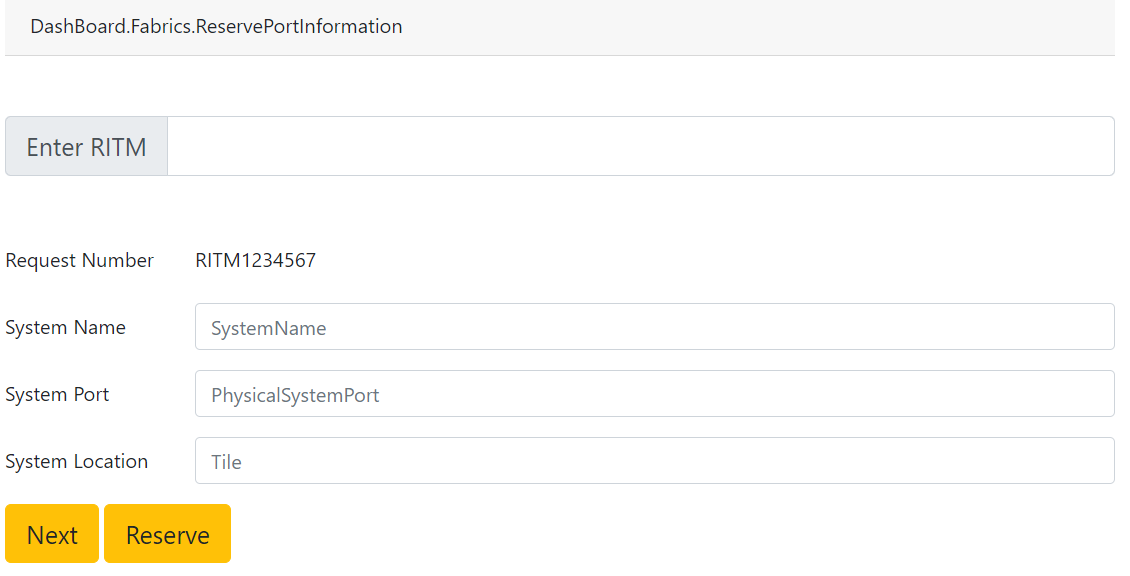 DashBoard.Fabrics.ReservePortInformation
Enter RITM
Request Number RITM1234567
System Name SystemName
System Port PhysicalSystemPort
System Location Tile
Next Reserve